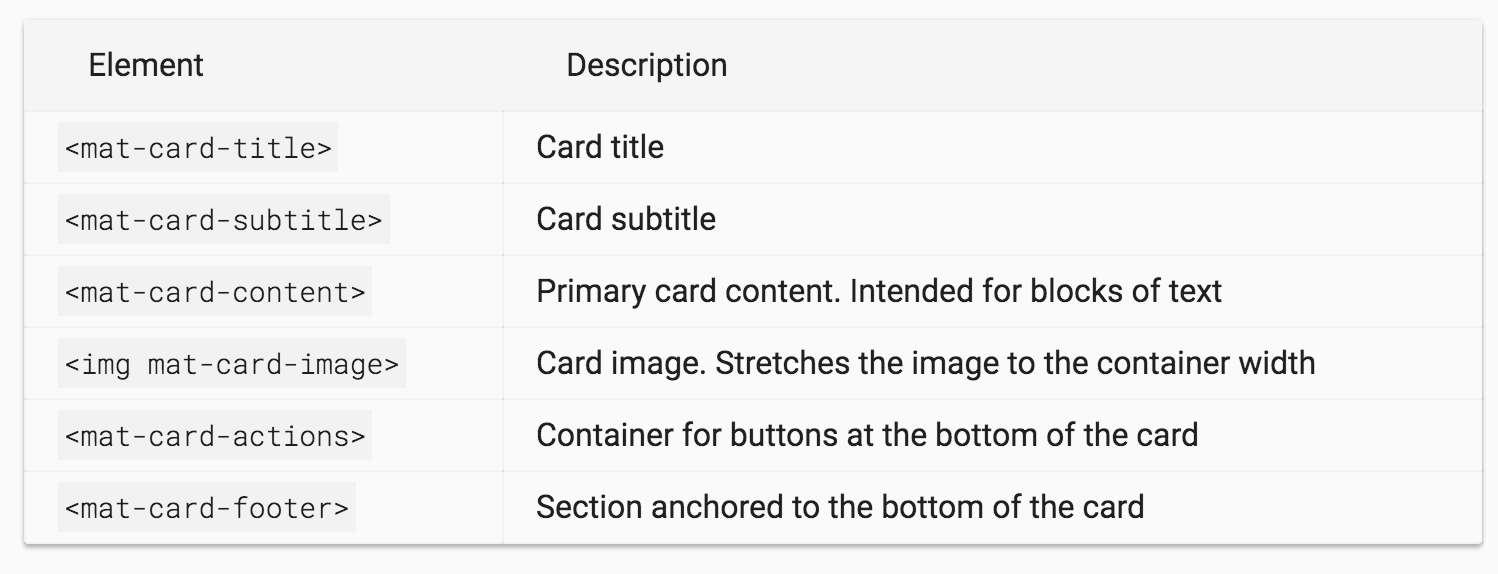 Element Description
<mat-card-title> Card title
<mat-card-subtitle> Card subtitle
<mat-card-content> Primary card content. Intended for blocks of text
<img mat-card-image> Card image. Stretches the image to the container width
<mat-card-actions> Container for buttons at the bottom of the card
<mat-card-footer> Section anchored to the bottom of the card